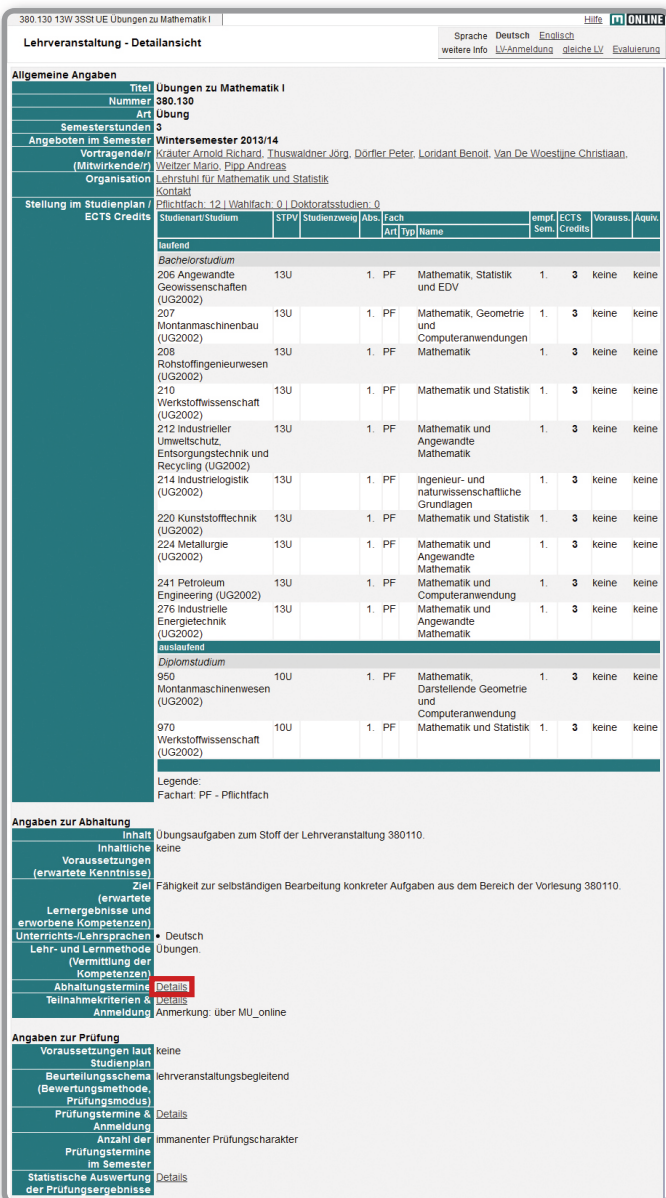 380.130 13W 3SSt UE Übungen zu Mathematik I
Hilfe MU ONLINE
Lehrveranstaltung - Detailansicht
Sprache Deutsch Englisch
weitere Info LV-Anmeldung gleiche LV Evaluierung
Allgemeine Angaben
Titel Übungen zu Mathematik I
Nummer 380.130
Art Übung
Semesterstunden 3
Angeboten im Semester Wintersemester 2013/14
Vortragende/r Kräuter Arnold Richard, Thuswaldner Jörg, Dörfler Peter, Loridant Benoit, Van De Woestijne Christiaan,
(Mitwirkende/r) Weitzer Mario, Pipp Andreas
Organisation Lehrstuhl für Mathematik und Statistik
Kontakt
Stellung im Studienplan / Pflichtfach: 12 | Wahlfach: 0 | Doktoratsstudien: 0
ECTS Credits Studienart/Studium STPV Studienzweig Abs. Fach empf. ECTS Vorauss. Äquiv.
Art Typ Name Sem. Credits
laufend
Bachelorstudium
206 Angewandte 13U 1. PF Mathematik, Statistik 1. 3 keine keine
Geowissenschaften und EDV
(UG2002)
207 13U 1. PF Mathematik, Geometrie 1. 3 keine keine
Montanmaschinenbau und
(UG2002) Computeranwendungen
208 13U 1. PF Mathematik 1. 3 keine keine
Rohstoffingenieurwesen
(UG2002)
210 13U 1. PF Mathematik und Statistik 1. 3 keine keine
Werkstoffwissenschaft
(UG2002)
212 Industrieller 13U 1. PF Mathematik und 1. 3 keine keine
Umweltschutz, Angewandte
Entsorgungstechnik und Mathematik
Recycling (UG2002)
214 Industrielogistik 13U 1. PF Ingenieur- und 1. 3 keine keine
(UG2002) naturwissenschaftliche
Grundlagen
220 Kunststofftechnik 13U 1. PF Mathematik und Statistik 1. 3 keine keine
(UG2002)
224 Metallurgie 13U 1. PF Mathematik und 1. 3 keine keine
(UG2002) Angewandte
Mathematik
241 Petroleum 13U 1. PF Mathematik und 1. 3 keine keine
Engineering (UG2002) Computeranwendung
276 Industrielle 13U 1. PF Mathematik und 1. 3 keine keine
Energietechnik Angewandte
(UG2002) Mathematik
auslaufend
Diplomstudium
950 10U 1. PF Mathematik, 1. 3 keine keine
Montanmaschinenwesen Darstellende Geometrie
(UG2002) und
Computeranwendung
970 10U 1. PF Mathematik und Statistik 1. 3 keine keine
Werkstoffwissenschaft
(UG2002)
Legende:
Fachart: PF - Pflichtfach
Angaben zur Abhaltung
Inhalt Übungsaufgaben zum Stoff der Lehrveranstaltung 380110.
Inhaltliche keine
Voraussetzungen
(erwartete Kenntnisse)
Ziel Fähigkeit zur selbständigen Bearbeitung konkreter Aufgaben aus dem Bereich der Vorlesung 380110.
(erwartete
Lernergebnisse und
erworbene Kompetenzen)
Unterrichts-/Lehrsprachen • Deutsch
Lehr- und Lernmethode Übungen.
(Vermittlung der
Kompetenzen)
Abhaltungstermine Details
Teilnahmekriterien & Details
Anmeldung Anmerkung: über MU_online
Angaben zur Prüfung
Voraussetzungen laut keine
Studienplan
Beurteilungsschema lehrveranstaltungsbegleitend
(Bewertungsmethode,
Prüfungsmodus)
Prüfungstermine & Details
Anmeldung
Anzahl der immanenter Prüfungscharakter
Prüfungstermine
im Semester
Statistische Auswertung Details
der Prüfungsergebnisse